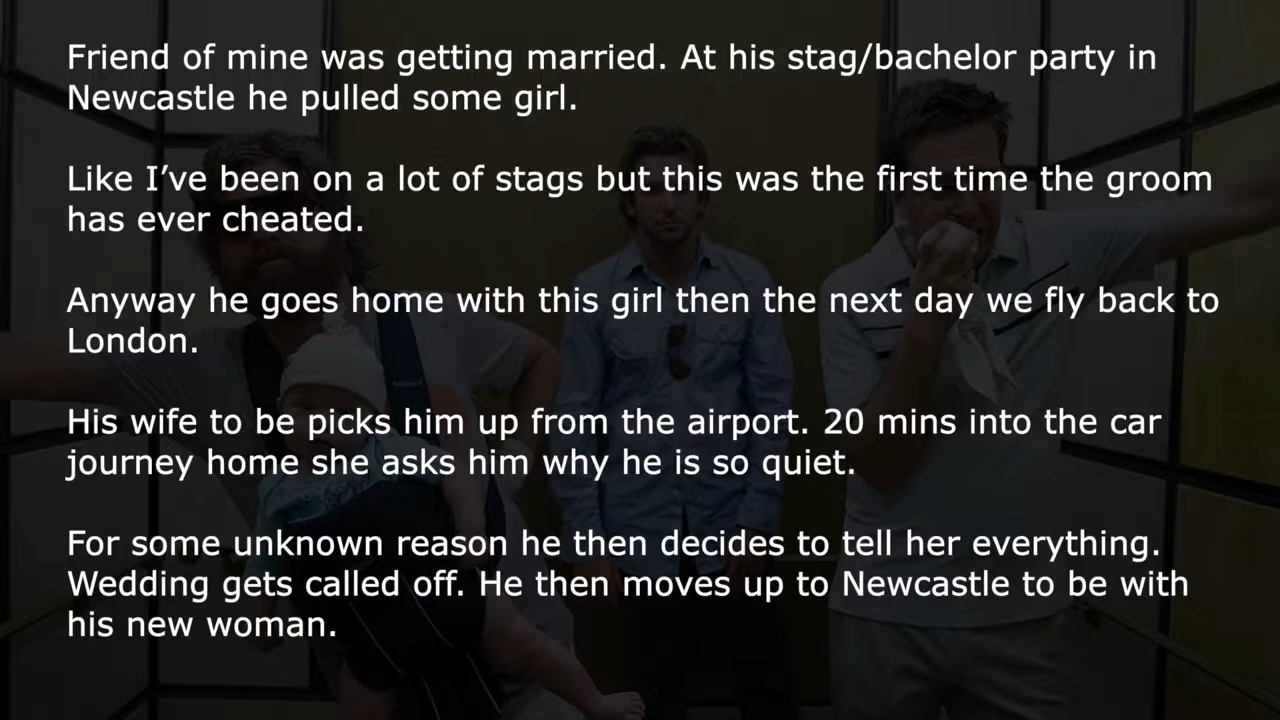 Friend of mine was getting married. At his stag/bachelor party in
Newcastle he pulled some girl.
Like I’ve been on a lot of stags but this was the first time the groom
has ever cheated.
Anyway he goes home with this girl then the next day we fly back to
London.
His wife to be picks him up from the airport. 20 mins into the car
journey home she asks him why he is so quiet.
For some unknown reason he then decides to tell her everything.
Wedding gets called off. He then moves up to Newcastle to be with
his new woman.